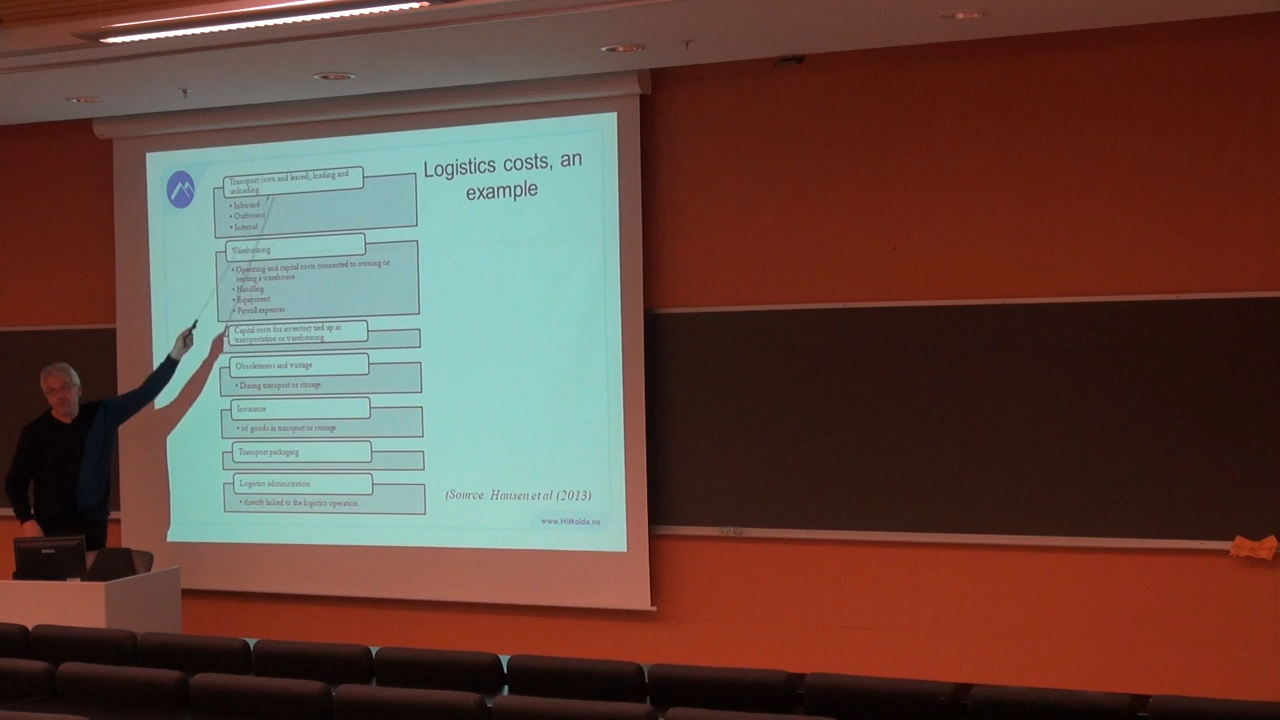 Logistics costs, an
example
Transport (own and leased), loading and
unloading
• Inbound
• Outbound
• Internal
Warehousing
• Operating and capital costs connected to owning or
renting a warehouse
• Handling
• Equipment
• Payroll expences
Capital costs for inventory tied up in
transportation or warehousing
Obsoleteness and wastage
• During transport or storage
Insurance
• of goods in transport or storage
Transport packaging
Logistics administration
• directly linked to the logistics operation
(Source: Hansen et al (2013)
www.HiMolde.no
DELL